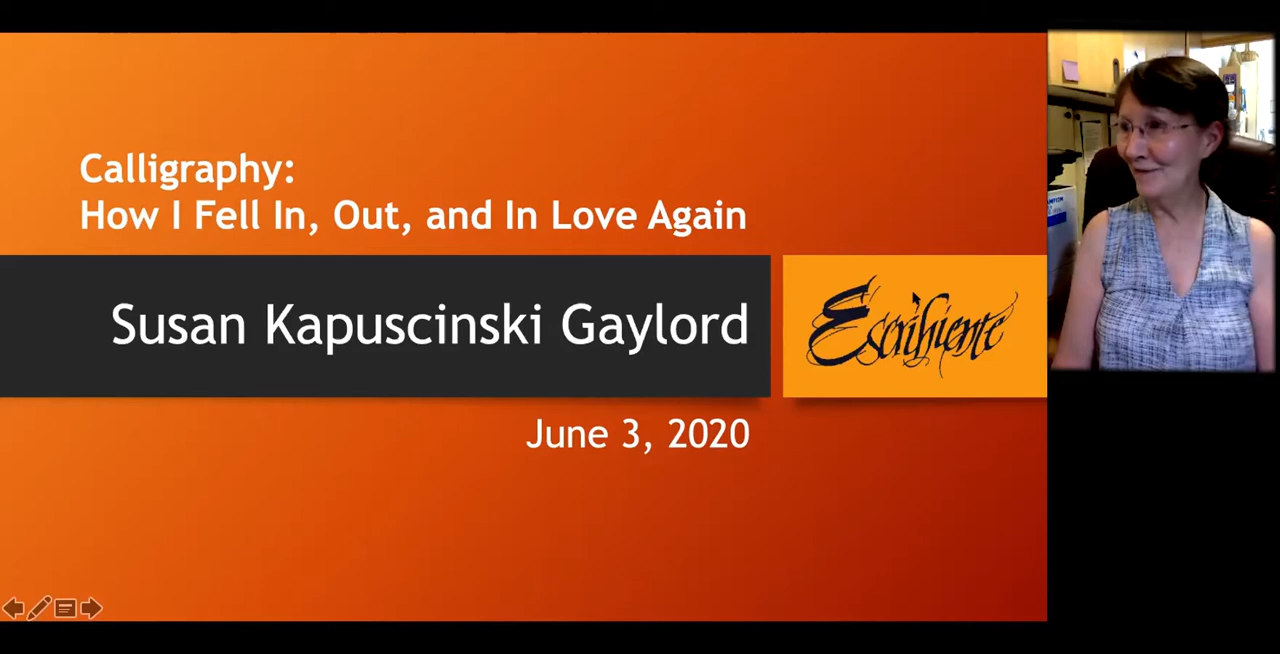 Calligraphy:
How I Fell In, Out, and In Love Again
Susan Kapuscinski Gaylord
Escribiente
June 3, 2020